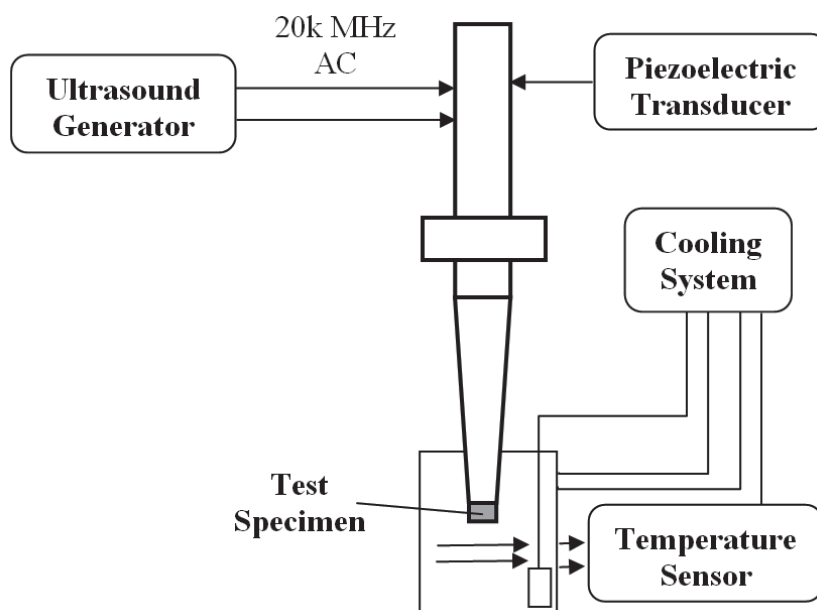 20k MHz
AC
Ultrasound
Generator
Piezoelectric
Transducer
Cooling
System
Test
Specimen
Temperature
Sensor